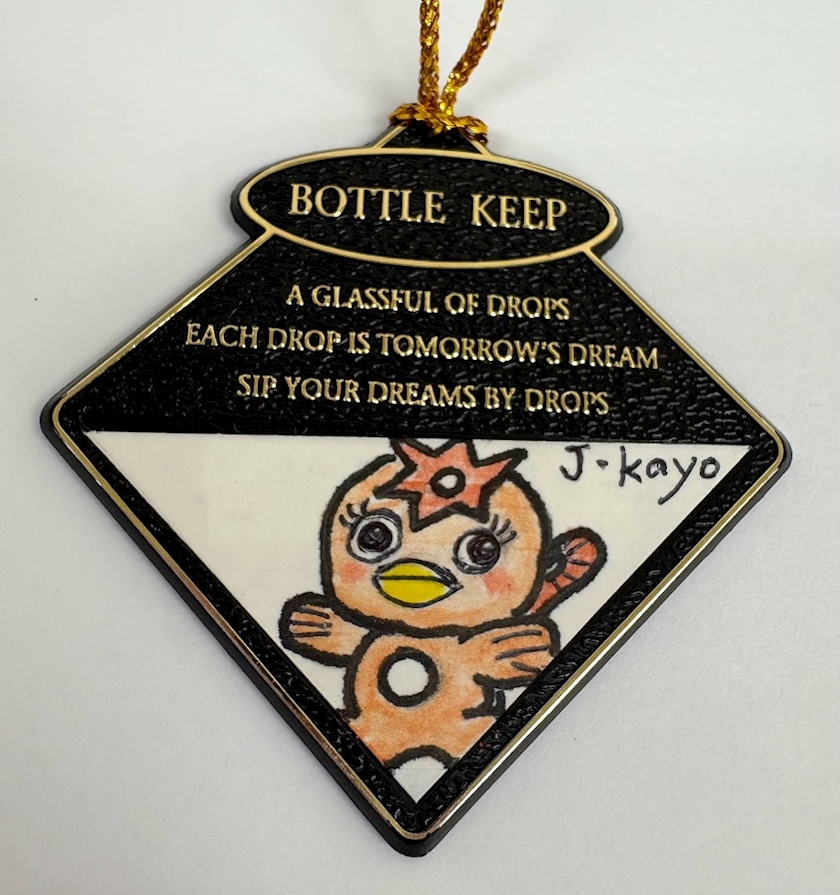 BOTTLE KEEP
A GLASSFUL OF DROPS
EACH DROP IS TOMORROW'S DREAM
SIP YOUR DREAMS BY DROPS
J-kayo